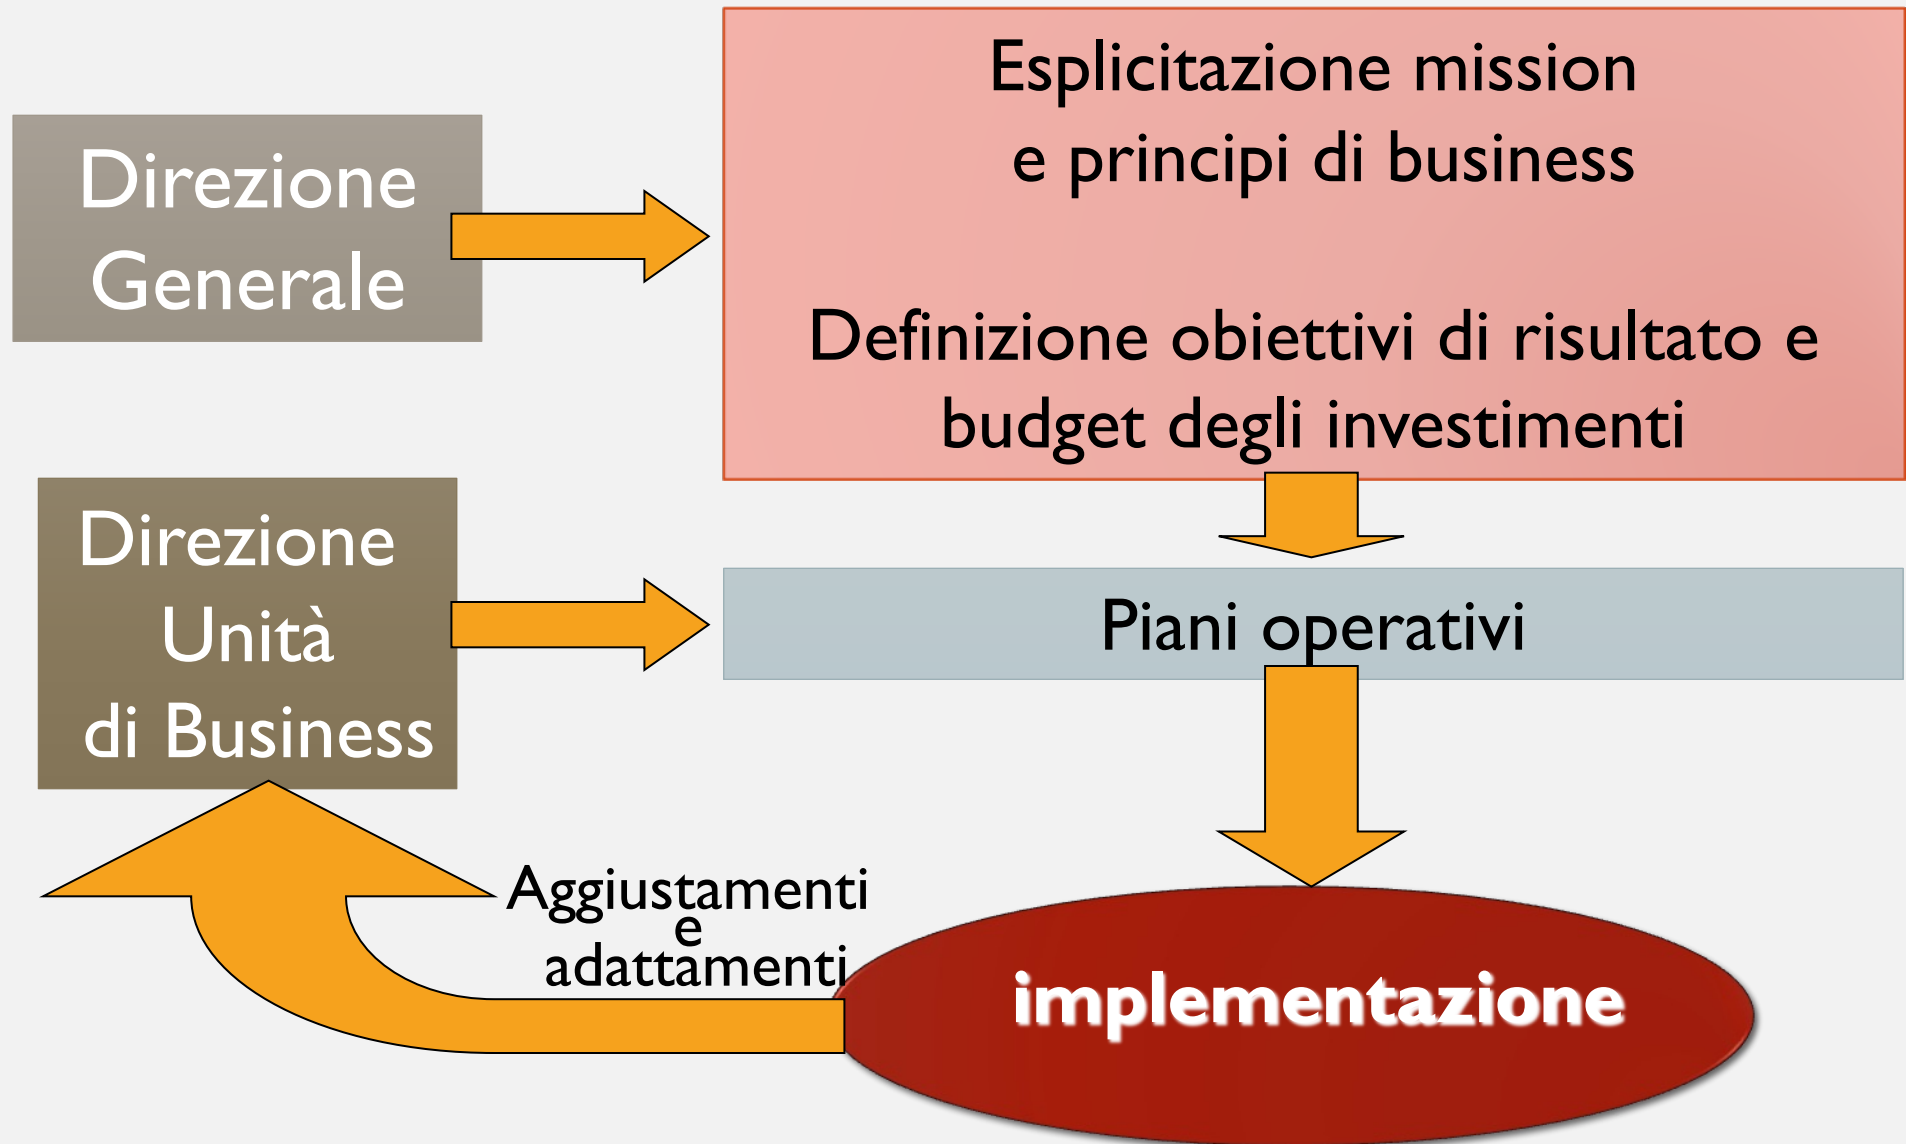 Direzione
Generale
Esplicitazione mission
e principi di business
Definizione obiettivi di risultato e
budget degli investimenti
Direzione
Unità
di Business
Piani operativi
Aggiustamenti
e
adattamenti
implementazione